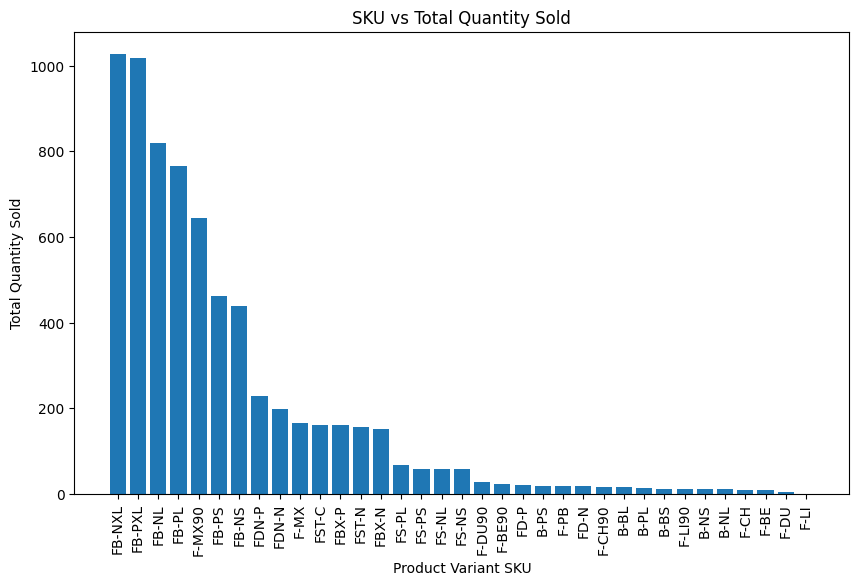 SKU vs Total Quantity Sold
Total Quantity Sold
1000
800
600
400
200
0
FB-NXL
FB-PXL
FB-NL
FB-PL
F-MX90
FB-PS
FB-NS
FDN-P
FDN-N
F-MX
FST-C
FBX-P
FST-N
FBX-N
FS-PL
FS-PS
FS-NL
FS-NS
F-DU90
F-BE90
FD-P
B-PS
F-PB
FD-N
F-CH90
B-BL
B-PL
B-BS
F-LI90
B-NS
B-NL
F-CH
F-BE
F-DU
F-LI
Product Variant SKU